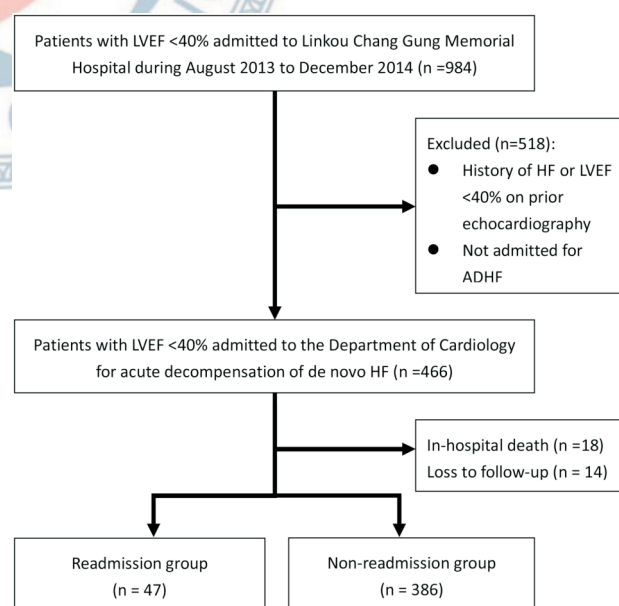 Patients with LVEF <40% admitted to Linkou Chang Gung Memorial
Hospital during August 2013 to December 2014 (n =984)
Excluded (n=518):
● History of HF or LVEF
<40% on prior
echocardiography
● Not admitted for
ADHF
Patients with LVEF <40% admitted to the Department of Cardiology
for acute decompensation of de novo HF (n =466)
In-hospital death (n =18)
Loss to follow-up (n = 14)
Readmission group
(n = 47)
Non-readmission group
(n = 386)